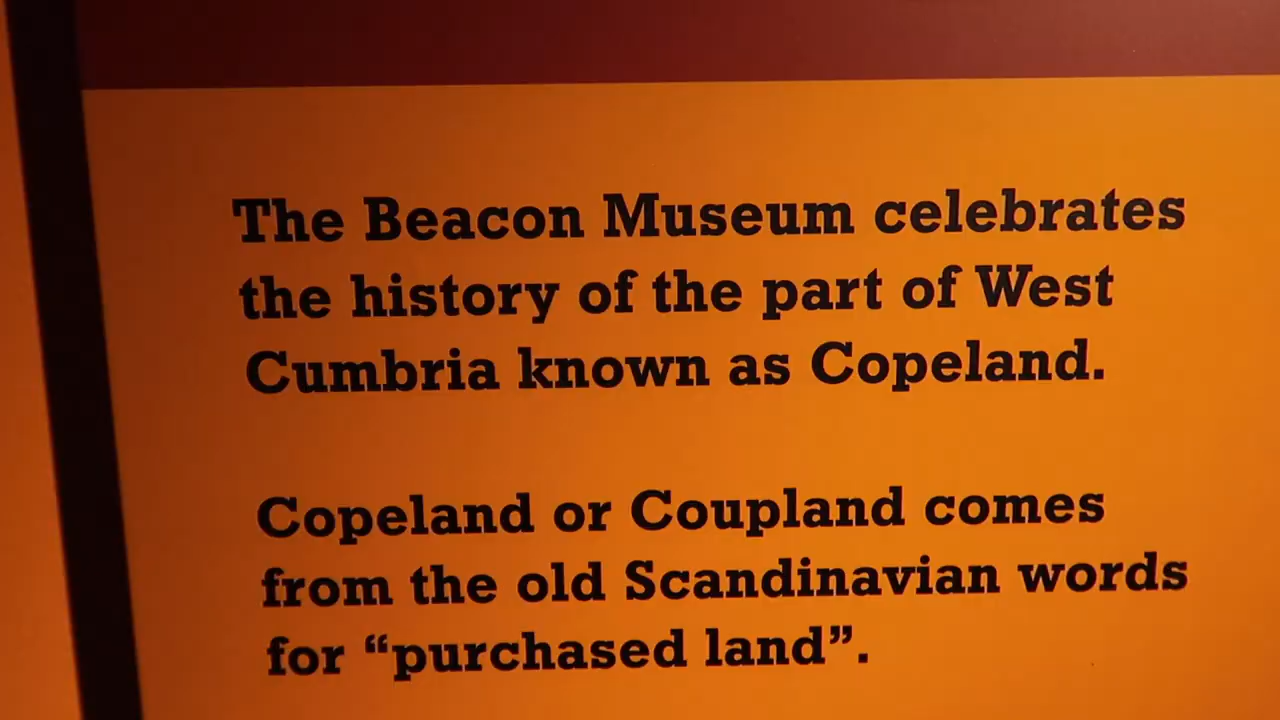 The Beacon Museum celebrates
the history of the part of West
Cumbria known as Copeland.
Copeland or Coupland comes
from the old Scandinavian words
for “purchased land”.